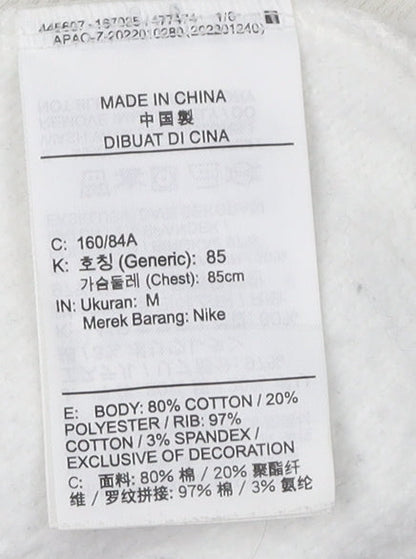 MADE IN CHINA
中国製
DIBUAT DI CINA
C: 160/84A
K: 호칭 (Generic): 85
가슴둘레 (Chest): 85cm
IN: Ukuran: M
Merek Barang: Nike
E: BODY: 80% COTTON / 20%
POLYESTER / RIB: 97%
COTTON / 3% SPANDEX /
EXCLUSIVE OF DECORATION
C: 面料: 80% 棉 / 20% 聚酯纤
维 / 罗纹拼接: 97% 棉 / 3% 氨纶